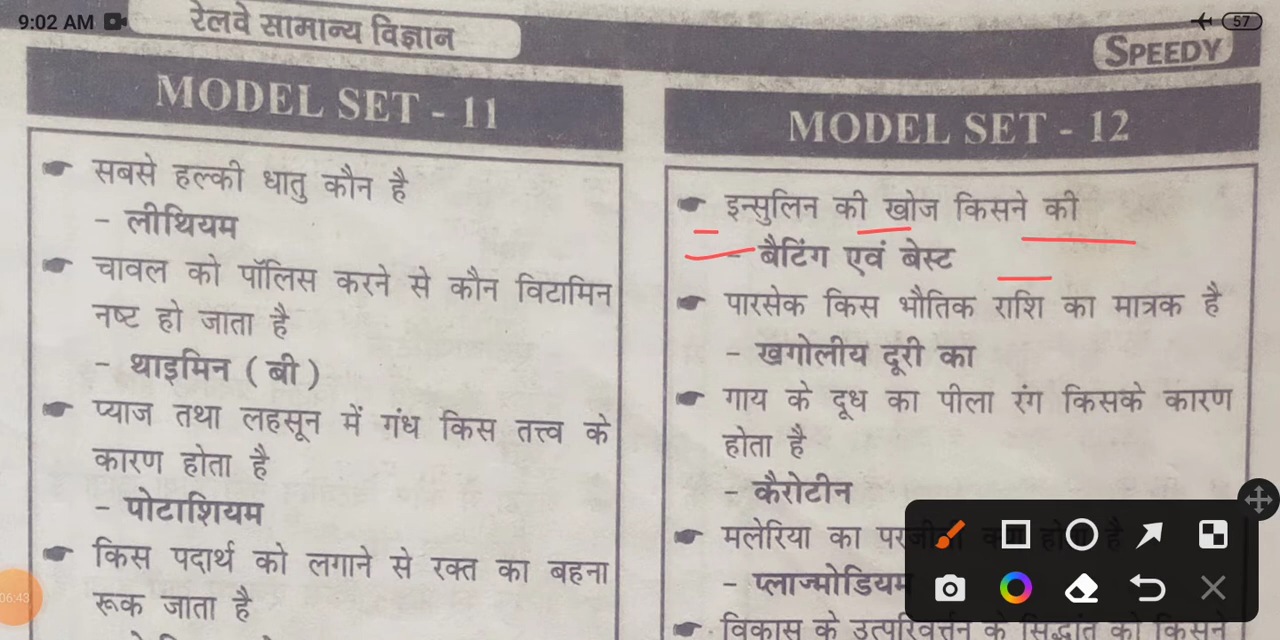 9:02 AM
57
रेलवे सामान्य विज्ञान
SPEEDY
MODEL SET - 11
☛ सबसे हल्की धातु कौन है
- लीथियम
☛ चावल को पॉलिस करने से कौन विटामिन
नष्ट हो जाता है
- थाइमिन ( बी )
☛ प्याज तथा लहसून में गंध किस तत्त्व के
कारण होता है
- पोटाशियम
☛ किस पदार्थ को लगाने से रक्त का बहना
रूक जाता है
06:43
MODEL SET - 12
☛ इन्सुलिन की खोज किसने की
- बैटिंग एवं बेस्ट
☛ पारसेक किस भौतिक राशि का मात्रक है
- खगोलीय दूरी का
☛ गाय के दूध का पीला रंग किसके कारण
होता है
- कैरोटीन
☛ मलेरिया का परजीवी क्या होता है
- प्लाज्मोडियम
☛ विकास के उत्परिवर्त्तन के सिद्धांत को किसने